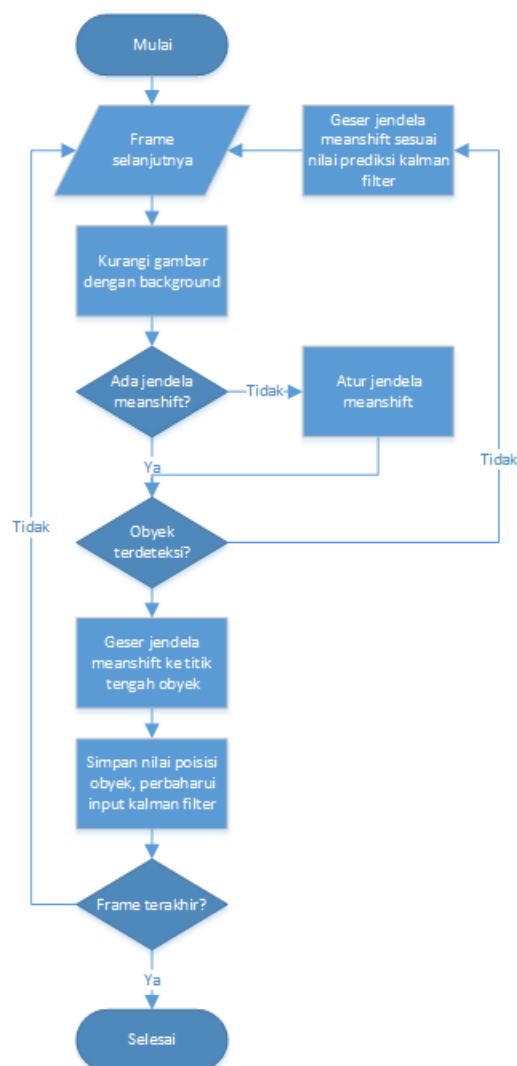 Mulai
Frame
selanjutnya
Geser jendela
meanshift sesuai
nilai prediksi kalman
filter
Kurangi gambar
dengan background
Ada jendela
meanshift?
Tidak
Atur jendela
meanshift
Ya
Tidak
Tidak
Obyek
terdeteksi?
Geser jendela
meanshift ke titik
tengah obyek
Simpan nilai poisisi
obyek, perbaharui
input kalman filter
Frame terakhir?
Ya
Selesai